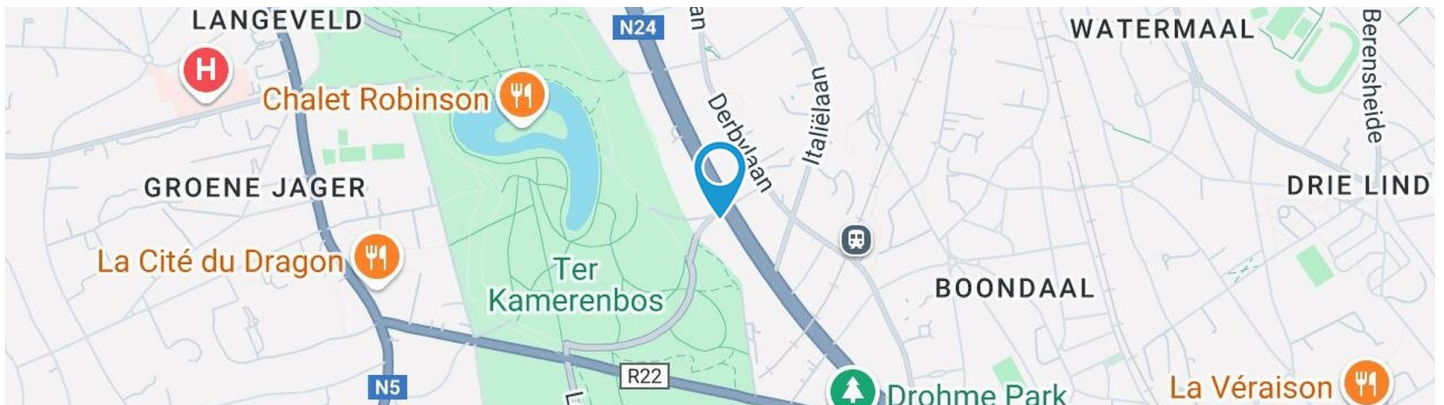 LANGEVELD
N24
an
WATERMAAL
Berensheide
H
Chalet Robinson
Derbylaan
Italiëlaan
GROENE JAGER
DRIE LIND
La Cité du Dragon
Ter
Kamerenbos
BOONDAAL
R22
N5
L
Drohme Park
La Véraison